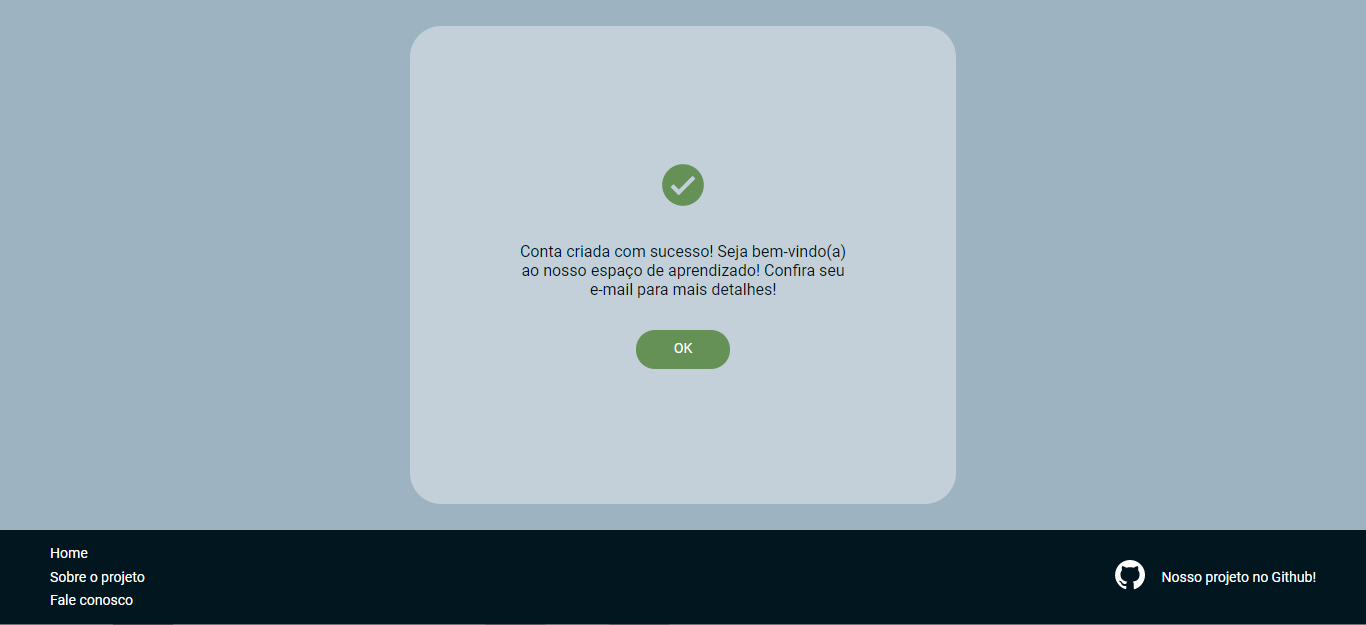 Conta criada com sucesso! Seja bem-vindo(a)
ao nosso espaço de aprendizado! Confira seu
e-mail para mais detalhes!
OK
Home
Sobre o projeto
Fale conosco
Nosso projeto no Github!